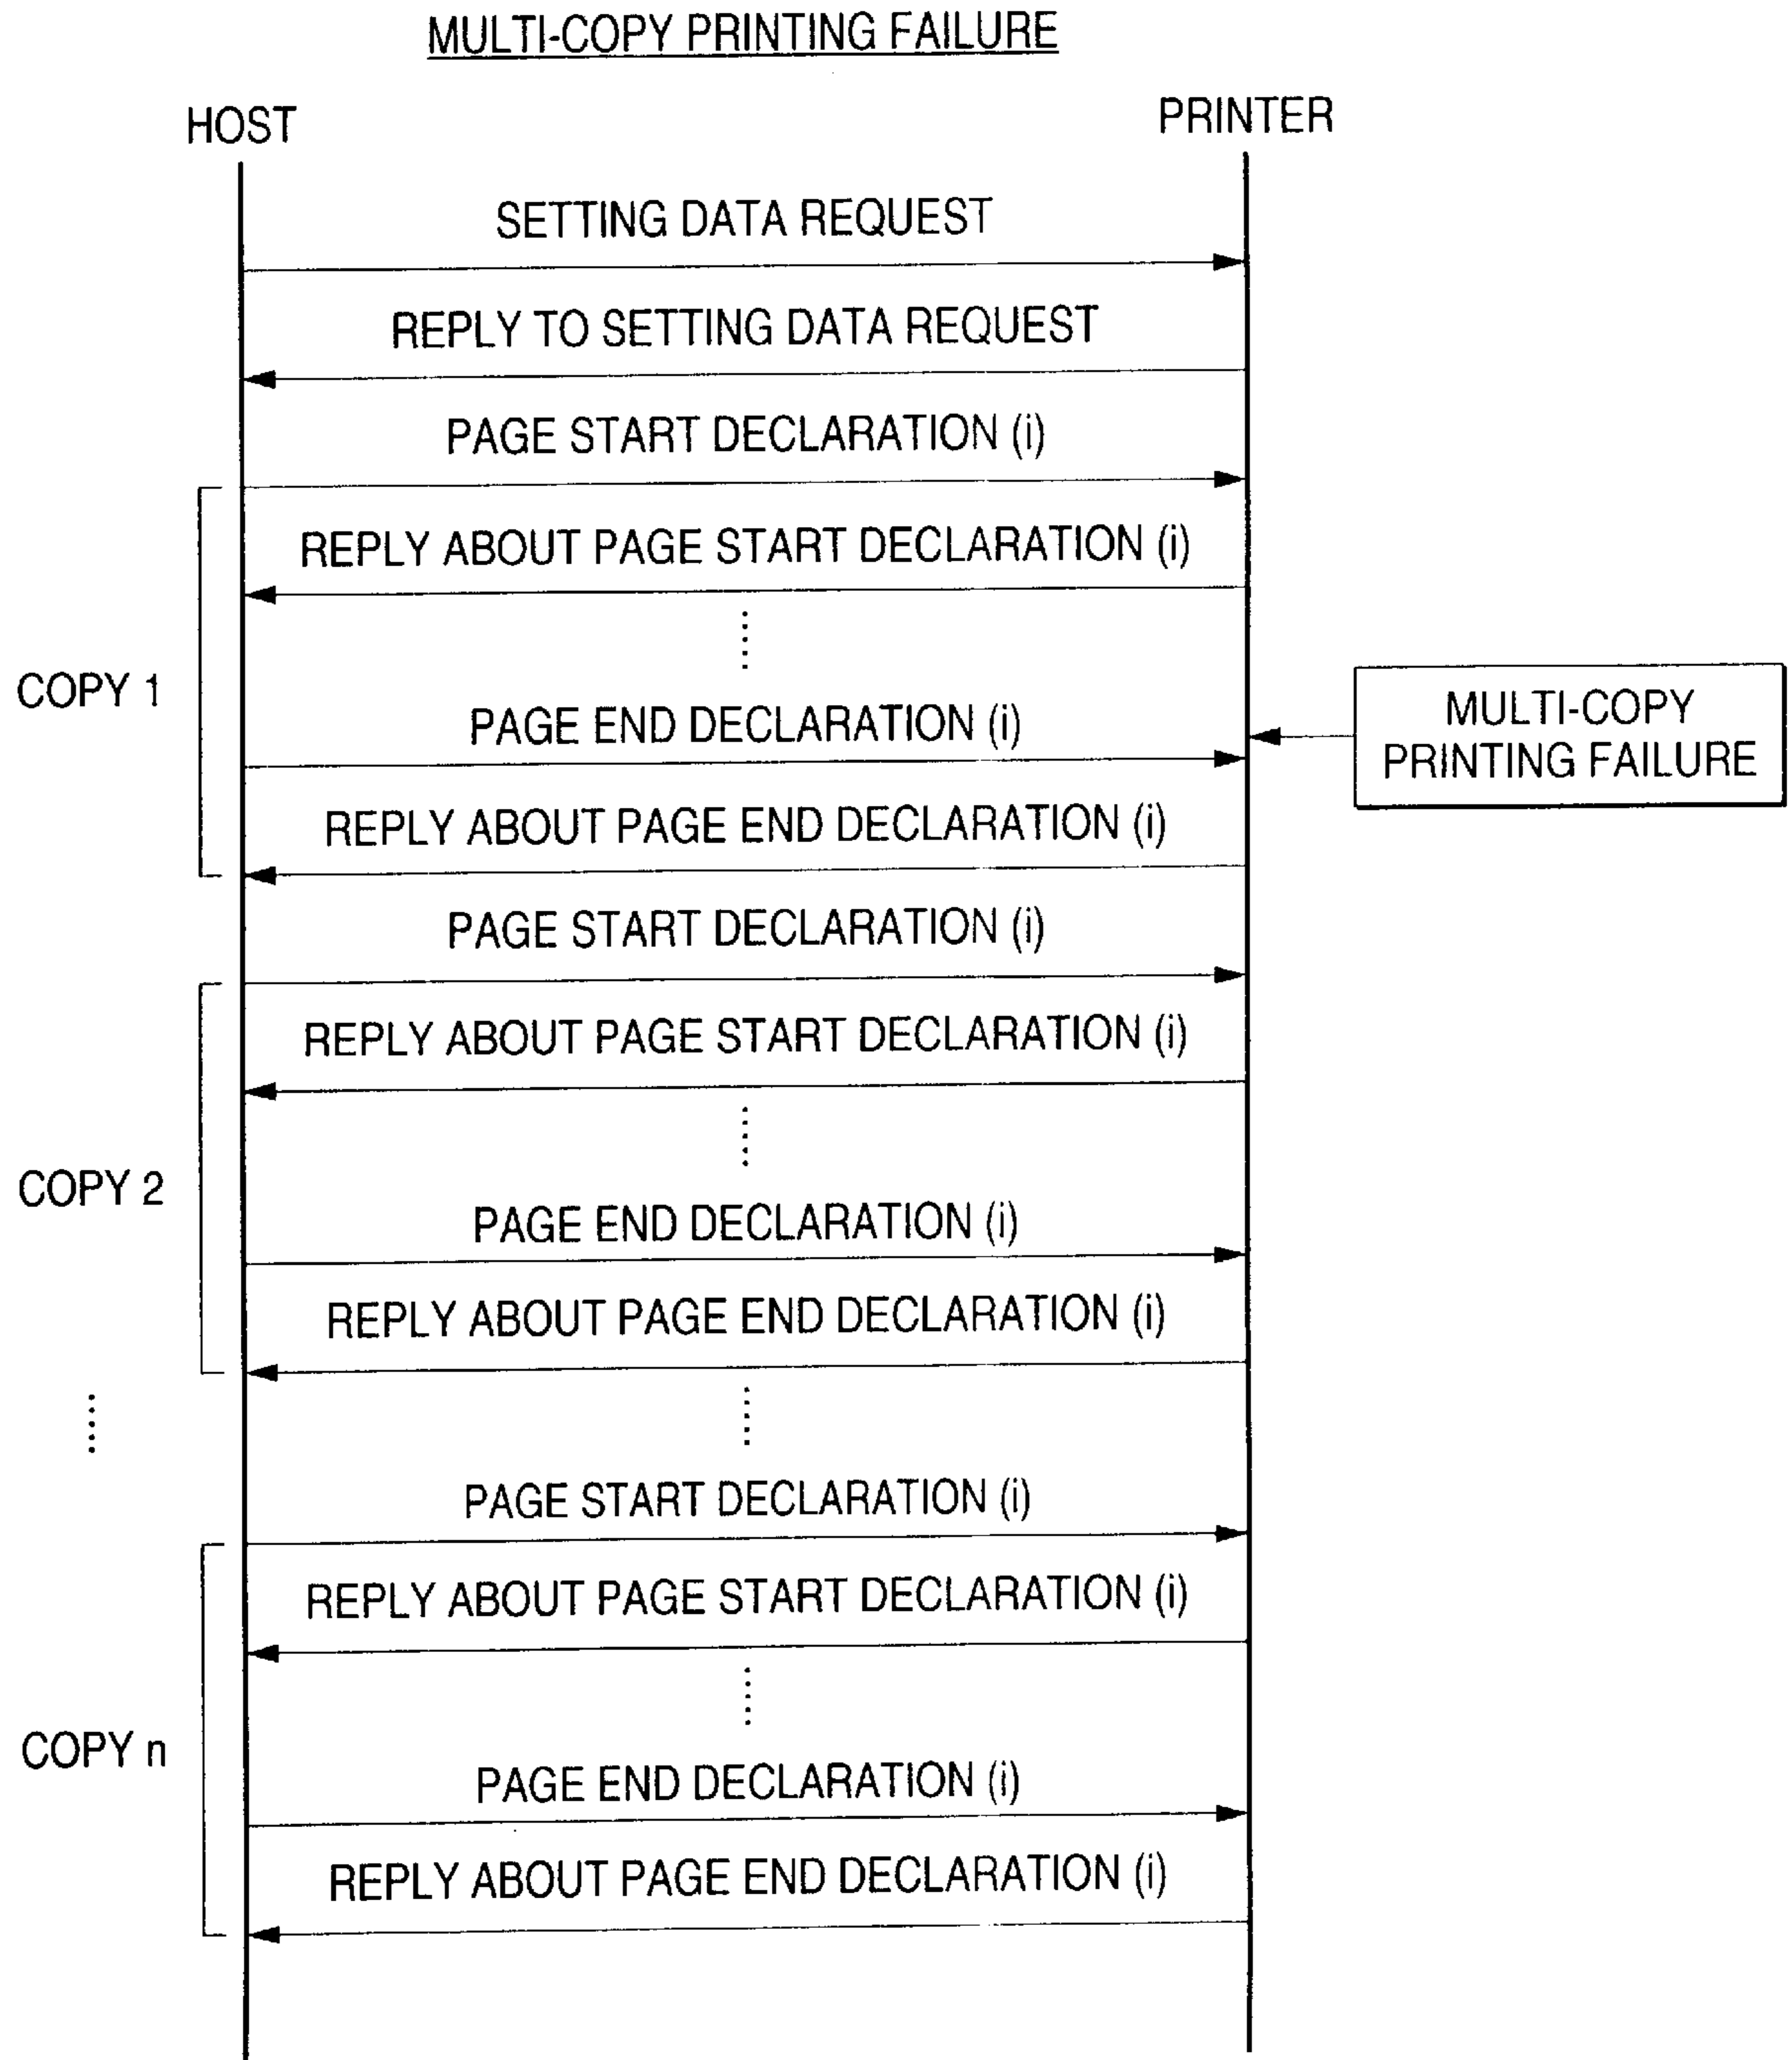 MULTI-COPY PRINTING FAILURE
HOST
PRINTER
SETTING DATA REQUEST
REPLY TO SETTING DATA REQUEST
PAGE START DECLARATION (i)
REPLY ABOUT PAGE START DECLARATION (i)
COPY 1
MULTI-COPY
PRINTING FAILURE
PAGE END DECLARATION (i)
REPLY ABOUT PAGE END DECLARATION (i)
PAGE START DECLARATION (i)
REPLY ABOUT PAGE START DECLARATION (i)
COPY 2
PAGE END DECLARATION (i)
REPLY ABOUT PAGE END DECLARATION (i)
PAGE START DECLARATION (i)
REPLY ABOUT PAGE START DECLARATION (i)
COPY n
PAGE END DECLARATION (i)
REPLY ABOUT PAGE END DECLARATION (i)